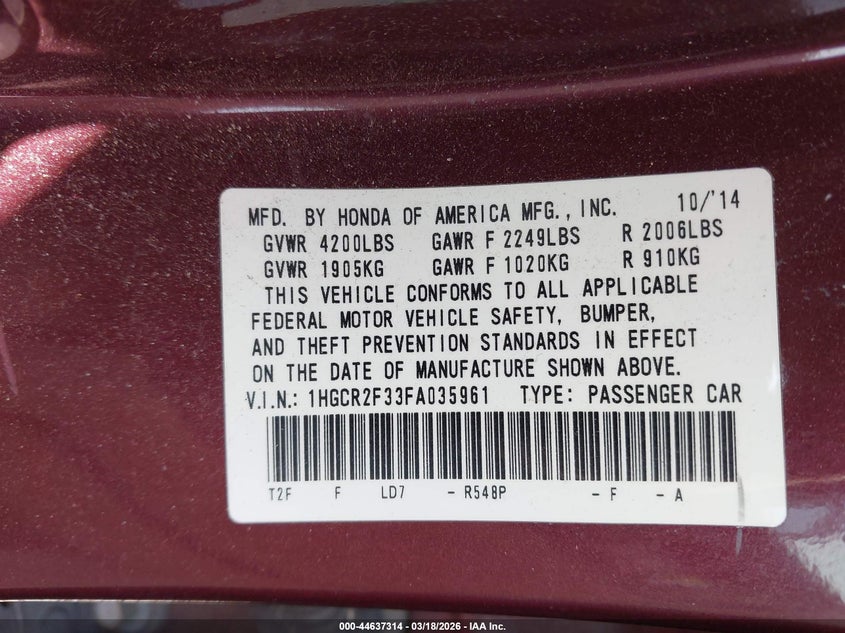 MFD. BY HONDA OF AMERICA MFG., INC. 10/'14
GVWR 4200LBS GAWR F 2249LBS R 2006LBS
GVWR 1905KG GAWR F 1020KG R 910KG
THIS VEHICLE CONFORMS TO ALL APPLICABLE
FEDERAL MOTOR VEHICLE SAFETY, BUMPER,
AND THEFT PREVENTION STANDARDS IN EFFECT
ON THE DATE OF MANUFACTURE SHOWN ABOVE.
V.I.N.: 1HGCR2F33FA035961 TYPE: PASSENGER CAR
T2F F LD7 - R548P - F - A
000-44637314 - 03/18/2026 - IAA Inc.